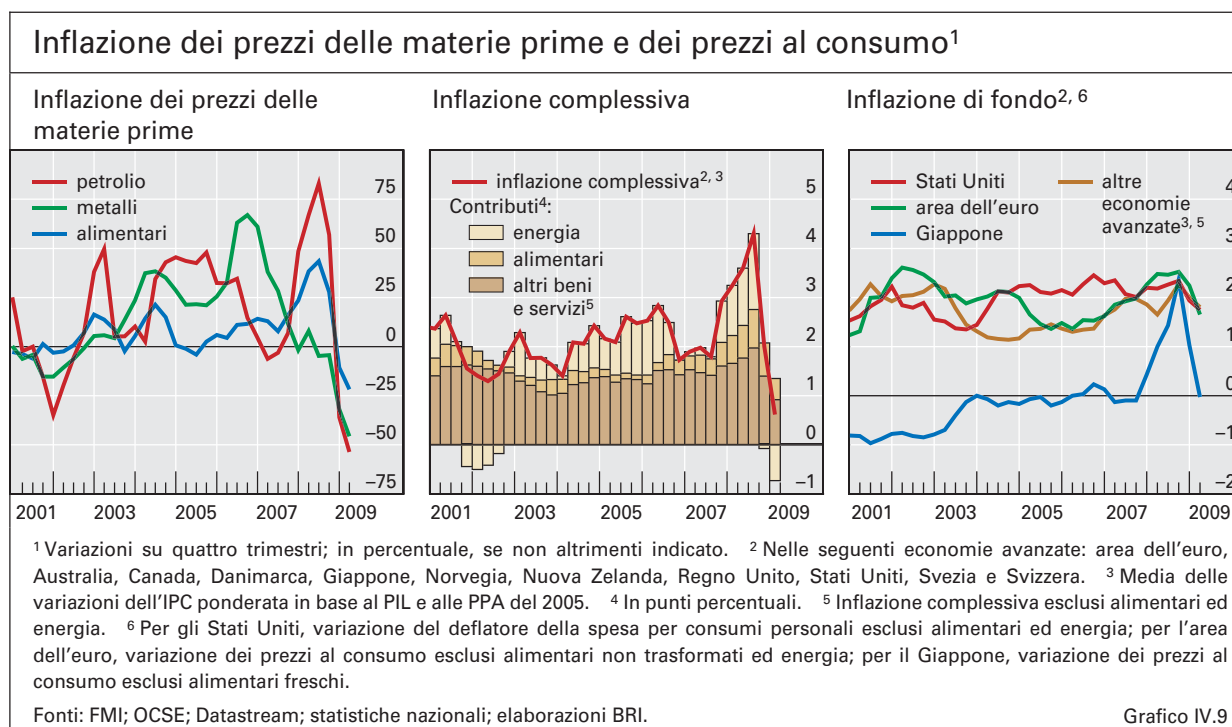 Inflazione dei prezzi delle materie prime e dei prezzi al consumo¹
Inflazione dei prezzi delle
materie prime
petrolio
metalli
alimentari
75
50
25
0
–25
–50
–75
2001 2003 2005 2007 2009
Inflazione complessiva
inflazione complessiva²,³
Contributi⁴:
energia
alimentari
altri beni
e servizi⁵
5
4
3
2
1
0
–1
2001 2003 2005 2007 2009
Inflazione di fondo²,⁶
Stati Uniti
area dell'euro
Giappone
altre
economie
avanzate³,⁵
4
3
2
1
0
–1
–2
2001 2003 2005 2007 2009
¹ Variazioni su quattro trimestri; in percentuale, se non altrimenti indicato. ² Nelle seguenti economie avanzate: area dell'euro,
Australia, Canada, Danimarca, Giappone, Norvegia, Nuova Zelanda, Regno Unito, Stati Uniti, Svezia e Svizzera. ³ Media delle
variazioni dell'IPC ponderata in base al PIL e alle PPA del 2005. ⁴ In punti percentuali. ⁵ Inflazione complessiva esclusi alimentari ed
energia. ⁶ Per gli Stati Uniti, variazione del deflatore della spesa per consumi personali esclusi alimentari ed energia; per l'area
dell'euro, variazione dei prezzi al consumo esclusi alimentari non trasformati ed energia; per il Giappone, variazione dei prezzi al
consumo esclusi alimentari freschi.
Fonti: FMI; OCSE; Datastream; statistiche nazionali; elaborazioni BRI.
Grafico IV.9